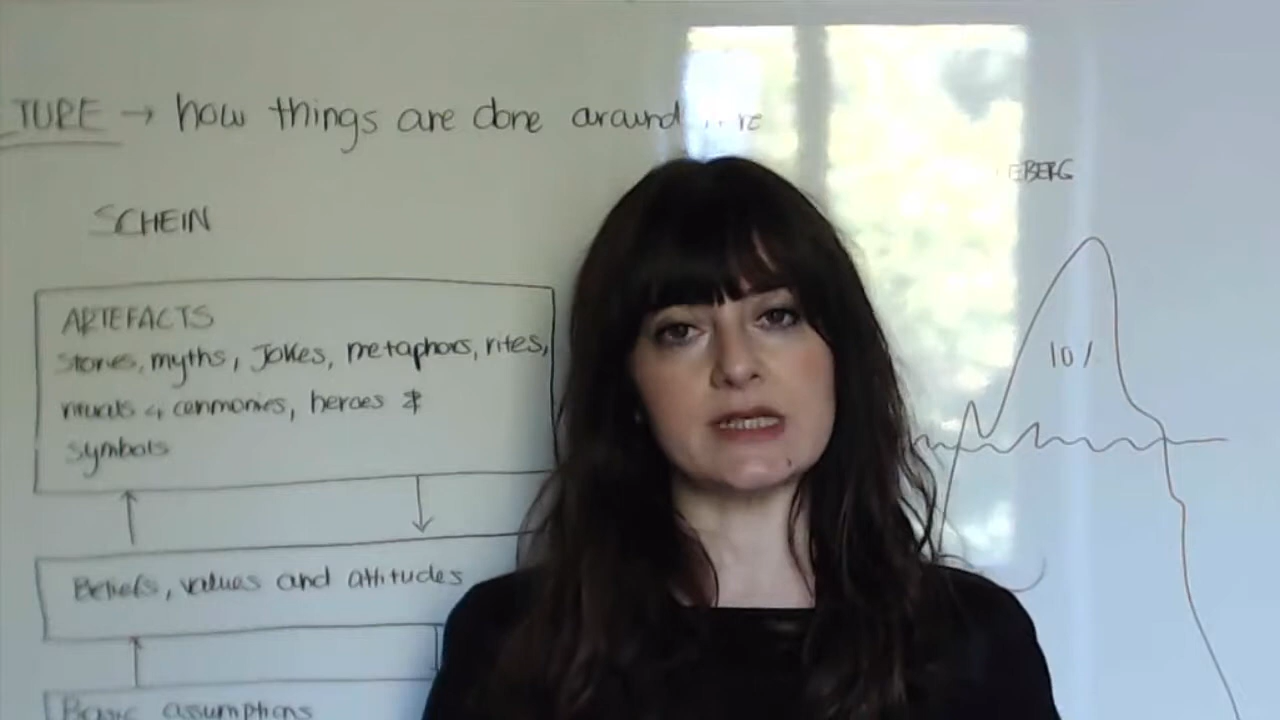 TURE → how things are done around
SCHEIN
ARTEFACTS
Stories, myths, Jokes, metaphors, rites,
rituals & cermonies, heroes &
symbols
Beliefs, values and attitudes
Basic assumptions
EBERG
10%